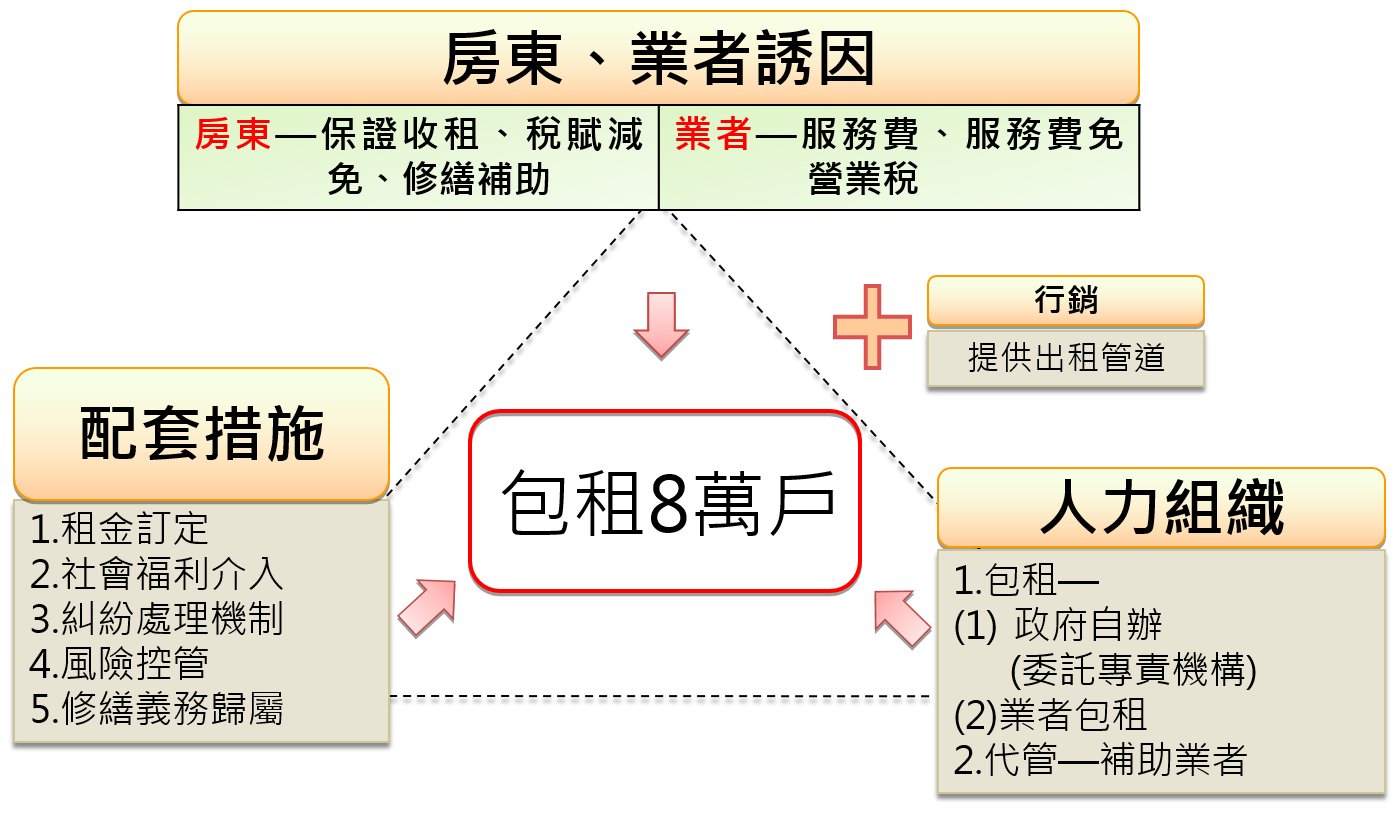 房東、業者誘因
房東—保證收租、稅賦減
免、修繕補助
業者—服務費、服務費免
營業稅
行銷
提供出租管道
配套措施
1.租金訂定
2.社會福利介入
3.糾紛處理機制
4.風險控管
5.修繕義務歸屬
包租8萬戶
人力組織
1.包租—
(1) 政府自辦
(委託專責機構)
(2)業者包租
2.代管—補助業者